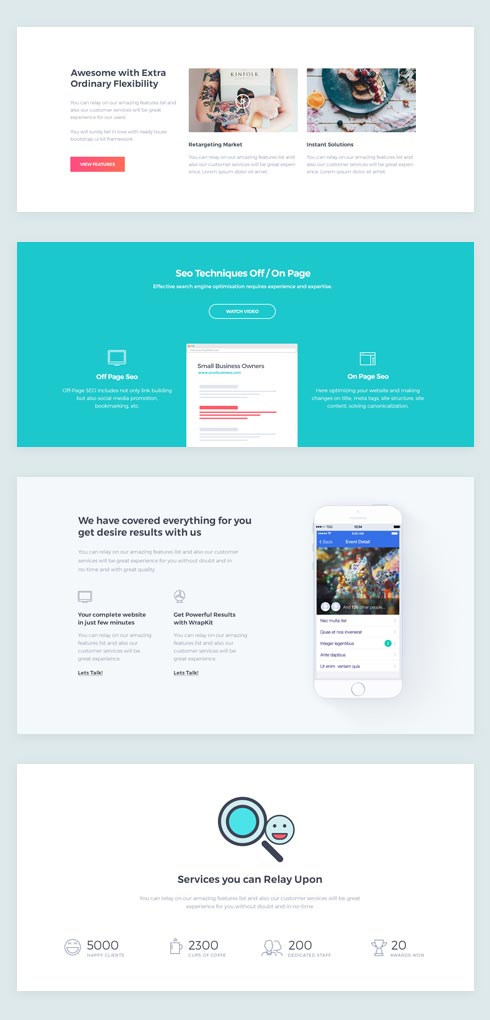 Awesome with Extra
Ordinary Flexibility
You can relay on our amazing features list and
also our customer services will be great
experience for our users.
You will surely fall in love with ready to use
bootstrap ui kit framework.
VIEW FEATURES
KINFOLK
Retargeting Market
You can relay on our amazing features list and
also our customer services will be great experi-
ence. Lorem ipsum dolor sit amet.
Instant Solutions
You can relay on our amazing features list and
also our customer services will be great experi-
ence. Lorem ipsum dolor sit amet.
Seo Techniques Off / On Page
Effective search engine optimisation requires experience and expertise.
WATCH VIDEO
Off Page Seo
Off-Page SEO includes not only link building
but also social media promotion,
bookmarking, etc.
Small Business Owners
www.yourbusiness.com
On Page Seo
Here optimizing your website and making
changes on title, meta tags, site structure, site
content, solving canonicalization.
We have covered everything for you
get desire results with us
You can relay on our amazing features list and also our customer
services will be great experience for you without doubt and in
no-time and with great quality.
Your complete website
in just few minutes
You can relay on our amazing
features list and also our
customer services will be
great experience.
Lets Talk!
Get Powerful Results
with WrapKit
You can relay on our amazing
features list and also our
customer services will be
great experience.
Lets Talk!
Back
Event Detail
And 128 other people...
Nec mulla leir
Quise et nos invenerat
Integer legentibus
Ante dapibus
Ut enim veniam quis
Services you can Relay Upon
You can relay on our amazing features list and also our customer services will be great
experience for you without doubt and in no-time
5000
HAPPY CLIENTS
2300
CUPS OF COFFE
200
DEDICATED STAFF
20
AWARDS WON